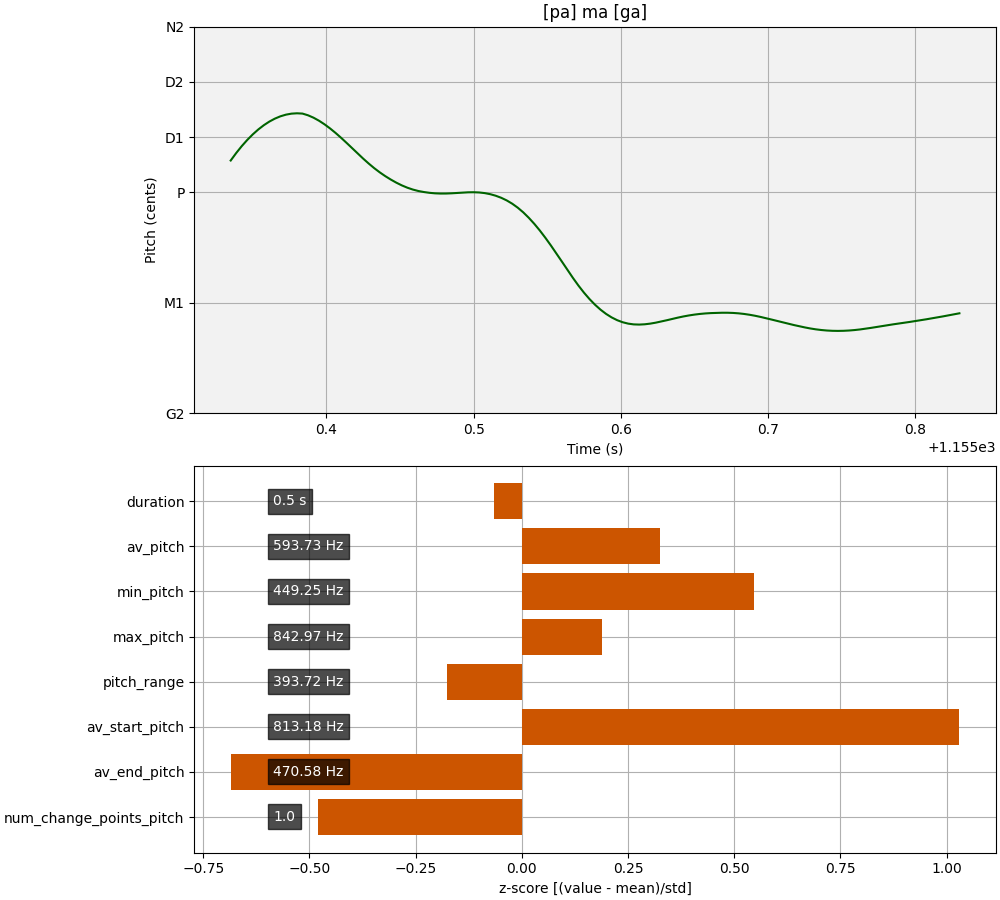 [pa] ma [ga]
N2
D2
D1
P
M1
G2
Pitch (cents)
0.4 0.5 0.6 0.7 0.8
Time (s)
+1.155e3
duration 0.5 s
av_pitch 593.73 Hz
min_pitch 449.25 Hz
max_pitch 842.97 Hz
pitch_range 393.72 Hz
av_start_pitch 813.18 Hz
av_end_pitch 470.58 Hz
num_change_points_pitch 1.0
−0.75 −0.50 −0.25 0.00 0.25 0.50 0.75 1.00
z-score [(value - mean)/std]